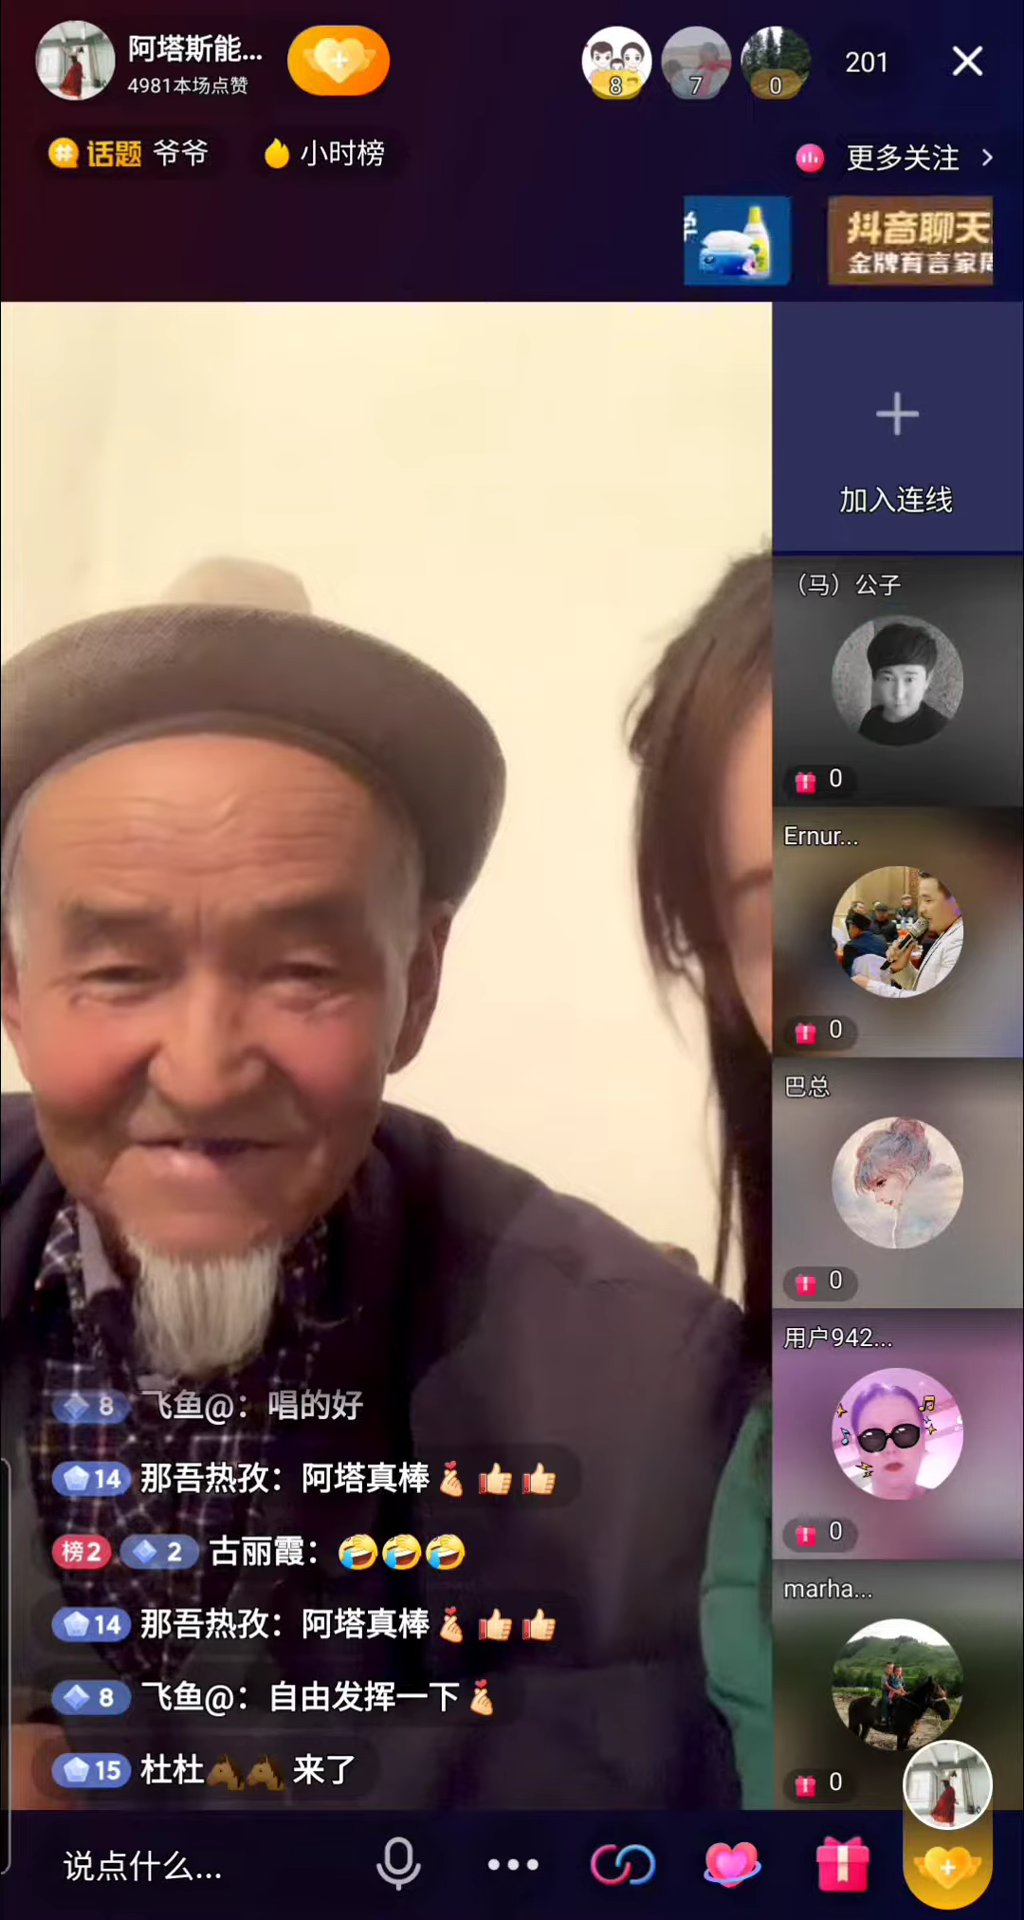 阿塔斯能...
4981本场点赞
8
7
0
201
话题 爷爷
小时榜
更多关注
抖音聊天
金牌育言家居
加入连线
（马）公子
0
Ernur...
0
巴总
0
用户942...
0
marha...
0
8 飞鱼@：唱的好
14 那吾热孜：阿塔真棒🫰👍👍
榜2 2 古丽霞：🤣🤣🤣
14 那吾热孜：阿塔真棒🫰👍👍
8 飞鱼@：自由发挥一下🫰
15 杜杜🐴🐴来了
说点什么...